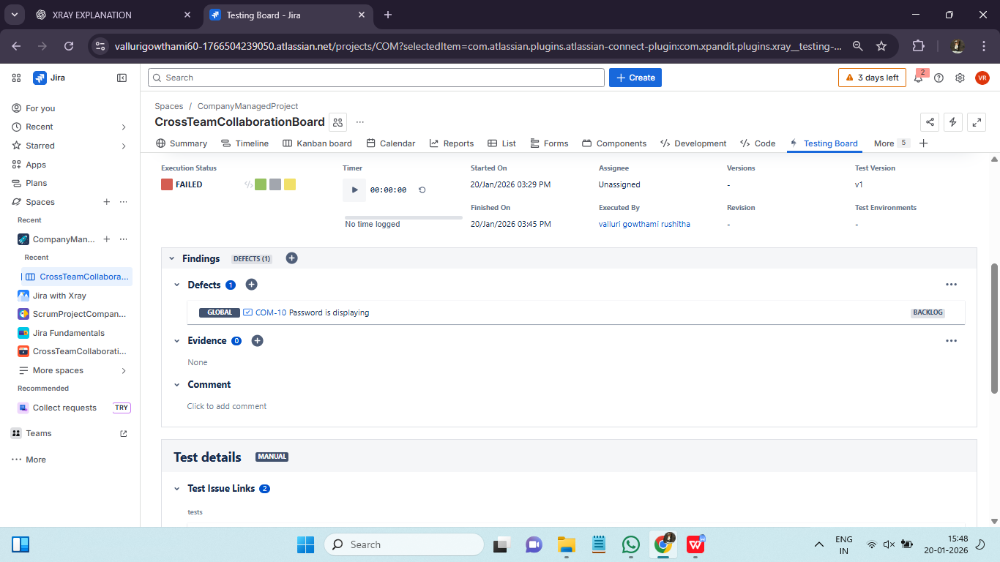 XRAY EXPLANATION
Testing Board - Jira
vallurigowthami60-1766504239050.atlassian.net/projects/COM?selectedItem=com.atlassian.plugins.atlassian-connect-plugin:com.xpandit.plugins.xray__testing-...
Jira
Search
Create
3 days left
2
VR
For you
Recent
Starred
Apps
Plans
Spaces
Recent
CompanyMan...
Recent
CrossTeamCollabora...
Jira with Xray
ScrumProjectCompan...
Jira Fundamentals
CrossTeamCollaborati...
More spaces
Recommended
Collect requests TRY
Teams
More
Spaces / CompanyManagedProject
CrossTeamCollaborationBoard
Summary Timeline Kanban board Calendar Reports List Forms Components Development Code Testing Board More 5
Execution Status Timer Started On Assignee Versions Test Version
FAILED 00:00:00 20/Jan/2026 03:29 PM Unassigned - v1
Finished On Executed By Revision Test Environments
No time logged 20/Jan/2026 03:45 PM valluri gowthami rushitha - -
Findings DEFECTS (1)
Defects 1
GLOBAL COM-10 Password is displaying BACKLOG
Evidence 0
None
Comment
Click to add comment
Test details MANUAL
Test Issue Links 2
tests
Search
ENG
IN
15:48
20-01-2026